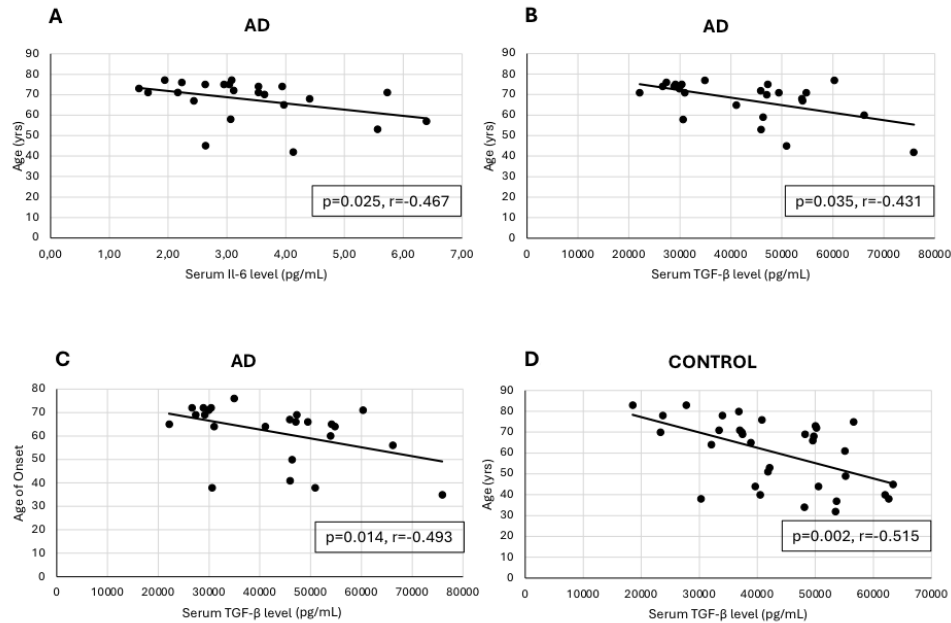 A
AD
Age (yrs)
90
80
70
60
50
40
30
20
10
0
0,00 1,00 2,00 3,00 4,00 5,00 6,00 7,00
Serum Il-6 level (pg/mL)
p=0.025, r=-0.467
B
AD
Age (yrs)
90
80
70
60
50
40
30
20
10
0
0 10000 20000 30000 40000 50000 60000 70000 80000
Serum TGF-β level (pg/mL)
p=0.035, r=-0.431
C
AD
Age of Onset
80
70
60
50
40
30
20
10
0
0 10000 20000 30000 40000 50000 60000 70000 80000
Serum TGF-β level (pg/mL)
p=0.014, r=-0.493
D
CONTROL
Age (yrs)
90
80
70
60
50
40
30
20
10
0
0 10000 20000 30000 40000 50000 60000 70000
Serum TGF-β level (pg/mL)
p=0.002, r=-0.515